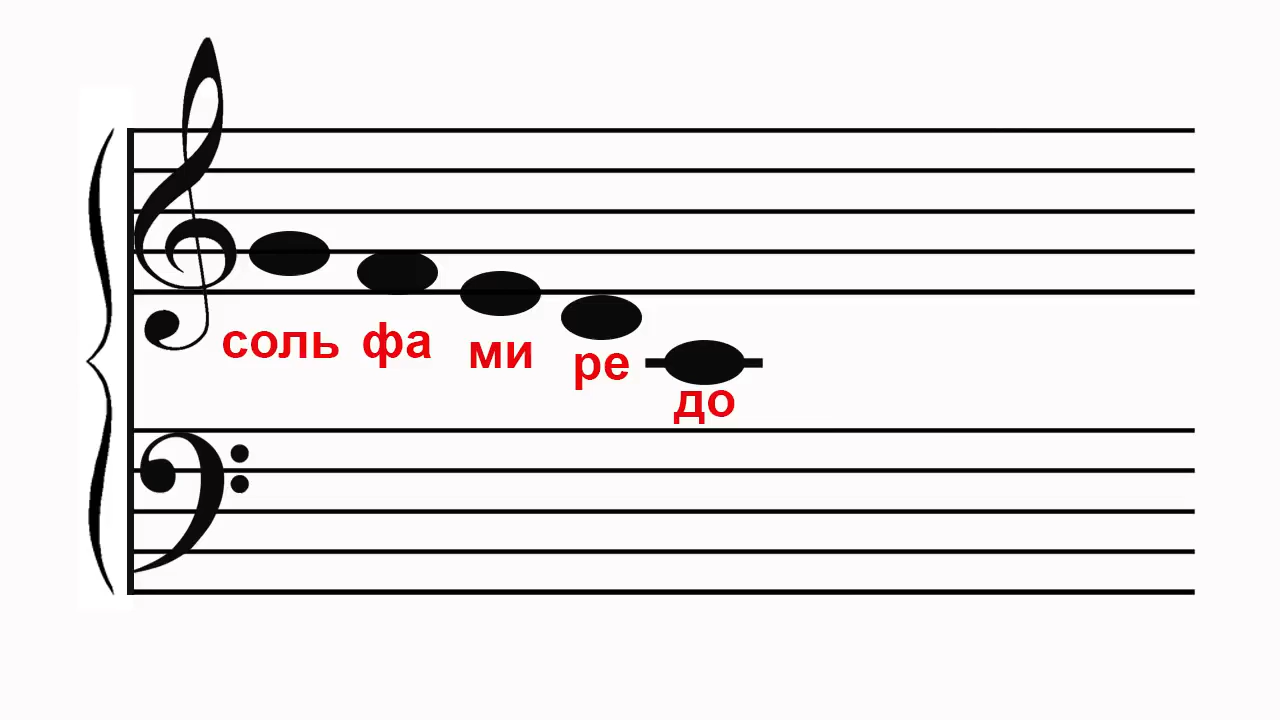 соль фа ми ре до